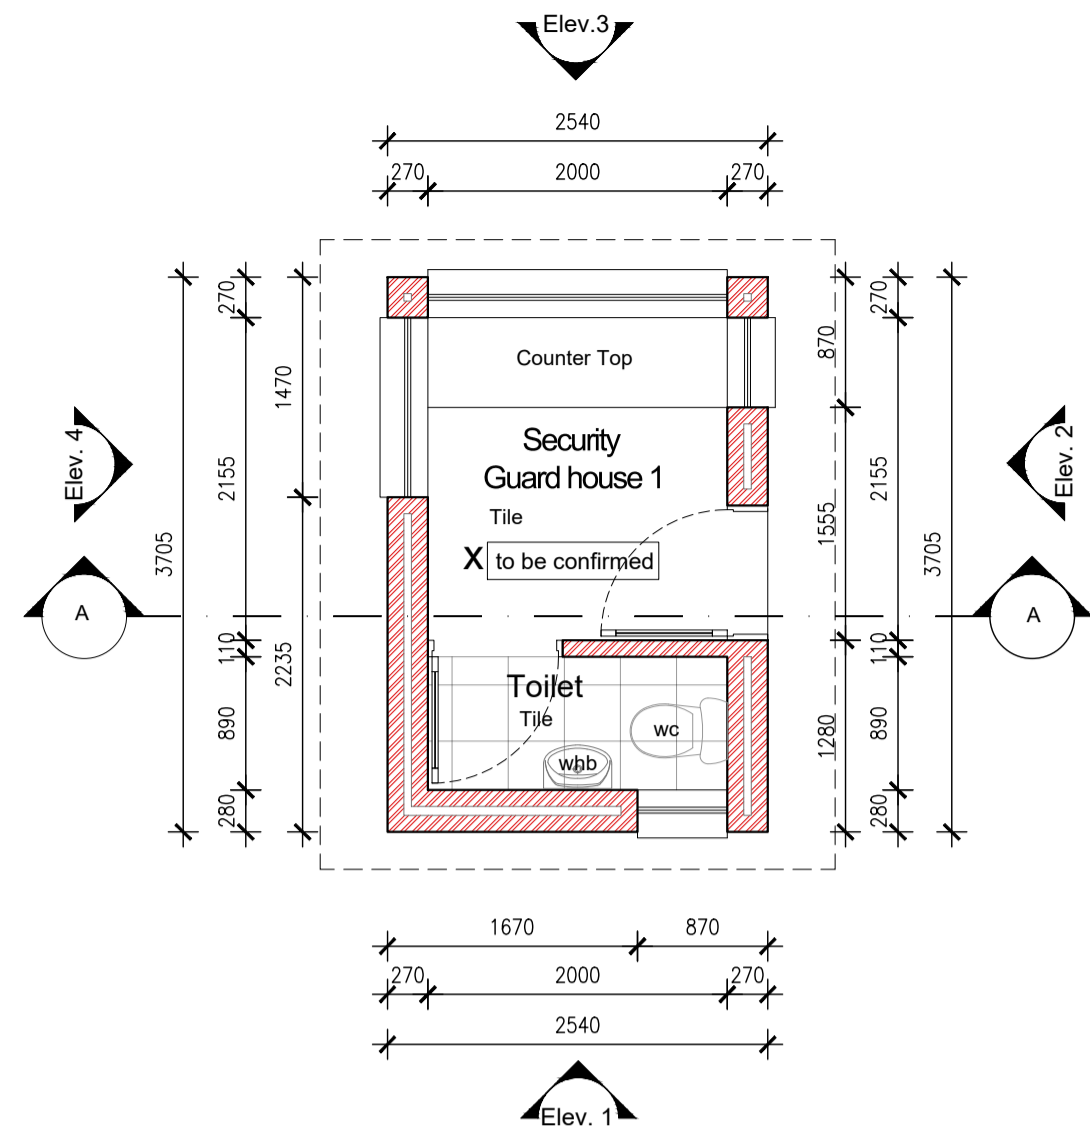 Elev.3
2540
270
2000
270
270
2155
110
890
280
3705
1470
2235
Counter Top
Security
Guard house 1
Tile
X to be confirmed
Toilet
Tile
wc
whb
870
1555
1280
270
2155
110
890
280
3705
Elev. 4
Elev. 2
A
A
1670
870
270
2000
270
2540
Elev. 1